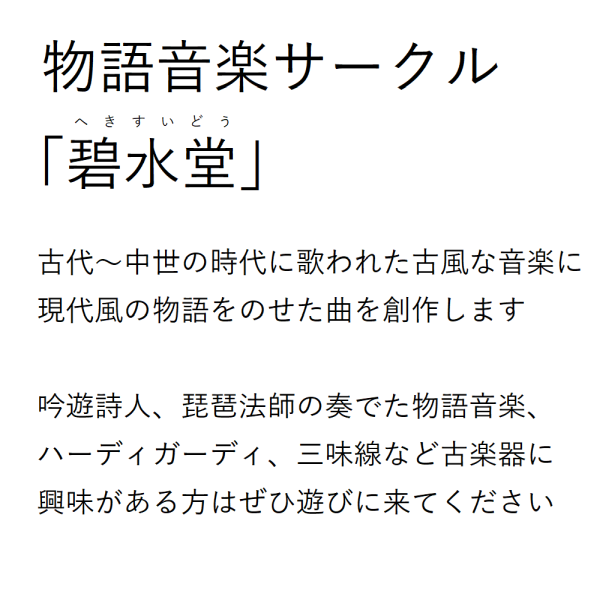 物語音楽サークル
へきすいどう
「碧水堂」
古代～中世の時代に歌われた古風な音楽に
現代風の物語をのせた曲を創作します
吟遊詩人、琵琶法師の奏でた物語音楽、
ハーディガーディ、三味線など古楽器に
興味がある方はぜひ遊びに来てください